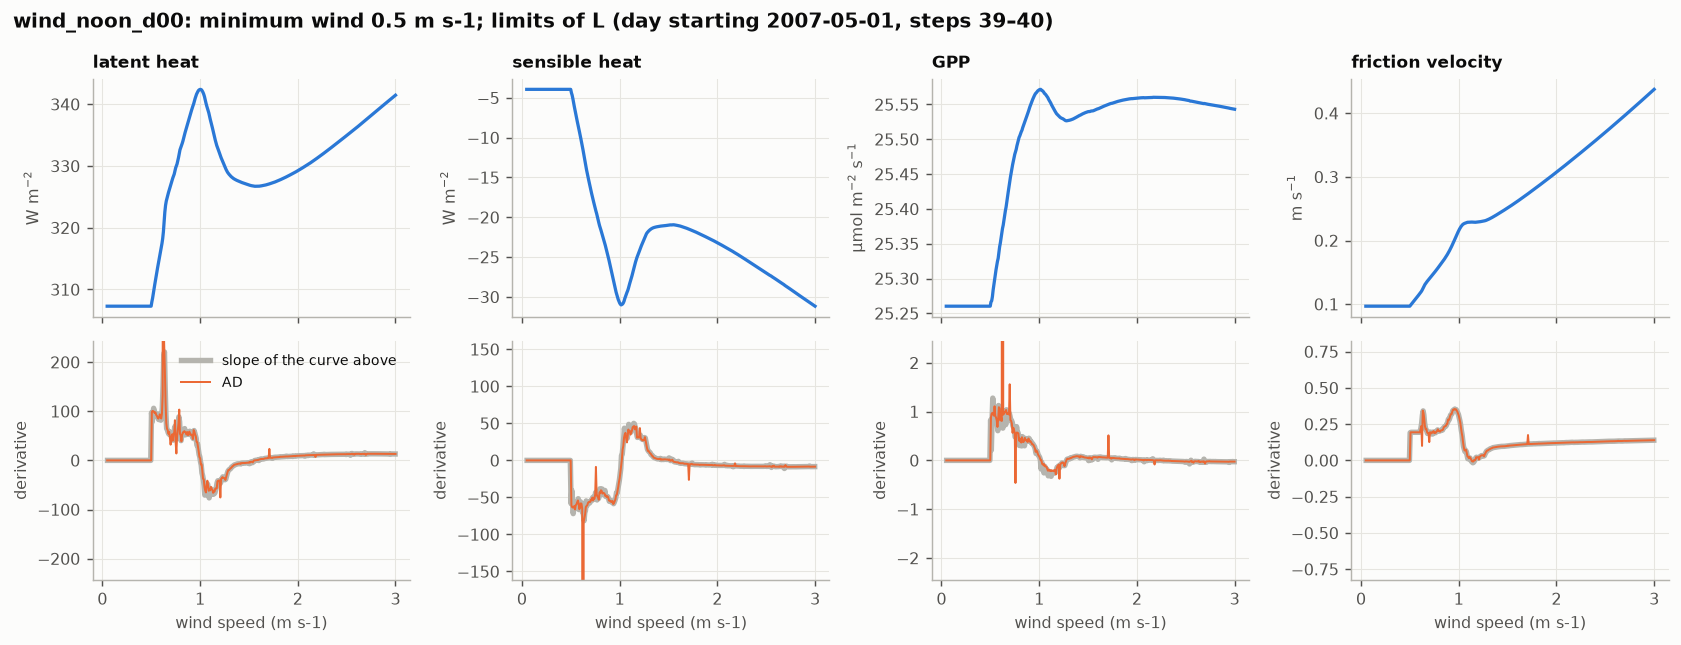 wind_noon_d00: minimum wind 0.5 m s-1; limits of L (day starting 2007-05-01, steps 39–40)
latent heat
sensible heat
GPP
friction velocity
W m⁻²
340
330
320
310
W m⁻²
−5
−10
−15
−20
−25
−30
µmol m⁻² s⁻¹
25.55
25.50
25.45
25.40
25.35
25.30
25.25
m s⁻¹
0.4
0.3
0.2
0.1
slope of the curve above
AD
derivative
200
100
0
−100
−200
derivative
150
100
50
0
−50
−100
−150
derivative
2
1
0
−1
−2
derivative
0.75
0.50
0.25
0.00
−0.25
−0.50
−0.75
0 1 2 3
0 1 2 3
0 1 2 3
0 1 2 3
wind speed (m s-1)
wind speed (m s-1)
wind speed (m s-1)
wind speed (m s-1)